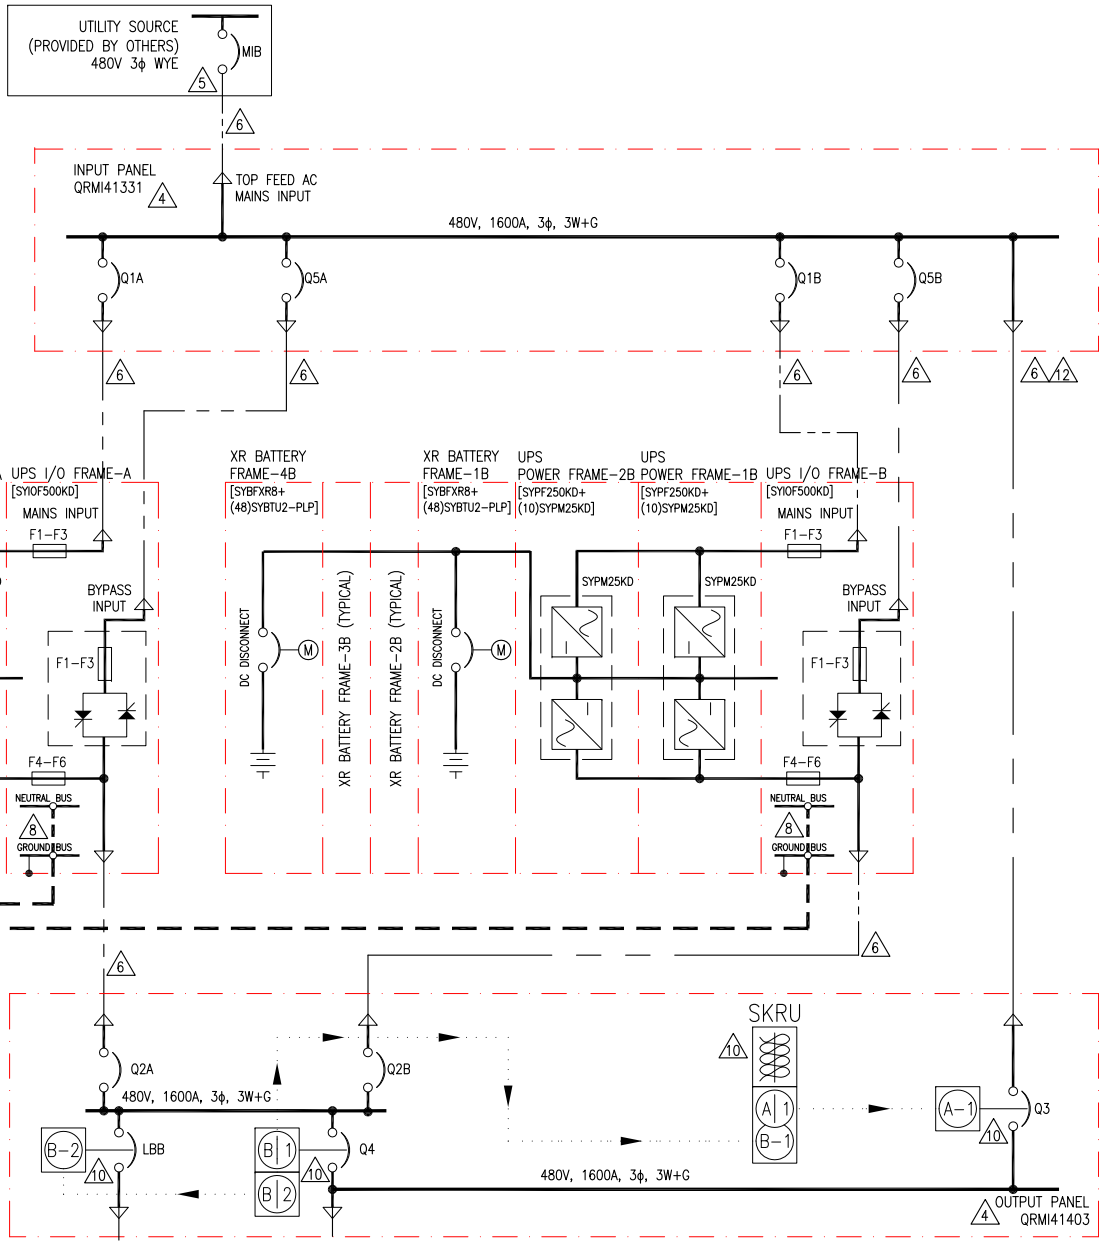 UTILITY SOURCE
(PROVIDED BY OTHERS)
480V 3ϕ WYE
MIB
5
6
INPUT PANEL
QRMI41331
4
TOP FEED AC
MAINS INPUT
480V, 1600A, 3ϕ, 3W+G
Q1A
Q5A
Q1B
Q5B
6
6
6
6
6
12
UPS I/O FRAME-A
[SYIOF500KD]
MAINS INPUT
F1-F3
BYPASS
INPUT
F1-F3
F4-F6
NEUTRAL BUS
8
GROUND BUS
XR BATTERY
FRAME-4B
[SYBFXR8+
(48)SYBTU2-PLP]
DC DISCONNECT
M
XR BATTERY FRAME-3B (TYPICAL)
XR BATTERY FRAME-2B (TYPICAL)
XR BATTERY
FRAME-1B
[SYBFXR8+
(48)SYBTU2-PLP]
DC DISCONNECT
M
UPS
POWER FRAME-2B
[SYPF250KD+
(10)SYPM25KD]
SYPM25KD
UPS
POWER FRAME-1B
[SYPF250KD+
(10)SYPM25KD]
SYPM25KD
UPS I/O FRAME-B
[SYIOF500KD]
MAINS INPUT
F1-F3
BYPASS
INPUT
F1-F3
F4-F6
NEUTRAL BUS
8
GROUND BUS
6
6
Q2A
Q2B
480V, 1600A, 3ϕ, 3W+G
SKRU
10
A|1
B-1
A-1
Q3
10
B-2
LBB
10
B|1
B|2
Q4
10
480V, 1600A, 3ϕ, 3W+G
4
OUTPUT PANEL
QRMI41403